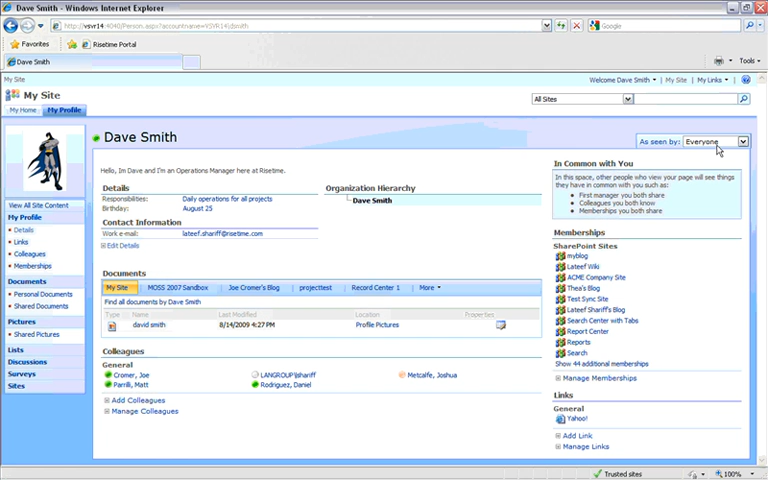 Dave Smith - Windows Internet Explorer
http://vsvr14:4040/Person.aspx?accountname=VSVR14\dsmith
Google
Favorites
Risetime Portal
Dave Smith
Tools
My Site
Welcome Dave Smith
My Site
My Links
My Site
All Sites
My Home
My Profile
Dave Smith
As seen by:
Everyone
Hello, Im Dave and I'm an Operations Manager here at Risetime.
Details
Responsibilities: Daily operations for all projects
Birthday: August 25
Contact Information
Work e-mail: lateef.shariff@risetime.com
Edit Details
Organization Hierarchy
Dave Smith
View All Site Content
My Profile
Details
Links
Colleagues
Memberships
Documents
Personal Documents
Shared Documents
Pictures
Shared Pictures
Lists
Discussions
Surveys
Sites
Documents
My Site | MOSS 2007 Sandbox | Joe Cromer's Blog | projecttest | Record Center 1 | More
Find all documents by Dave Smith
Type Name Last Modified Location Properties
david smith 8/14/2009 4:27 PM Profile Pictures
Colleagues
General
Cromer, Joe
LANGROUP\lshariff
Metcalfe, Joshua
Parrilli, Matt
Rodriguez, Daniel
Add Colleagues
Manage Colleagues
In Common with You
In this space, other people who view your page will see things
they have in common with you such as:
First manager you both share
Colleagues you both know
Memberships you both share
Memberships
SharePoint Sites
myblog
Lateef Wiki
ACME Company Site
Thea's Blog
Test Sync Site
Lateef Shariff's Blog
Search Center with Tabs
Report Center
Reports
Search
Show 44 additional memberships
Manage Memberships
Links
General
Yahoo!
Add Link
Manage Links
Trusted sites
100%